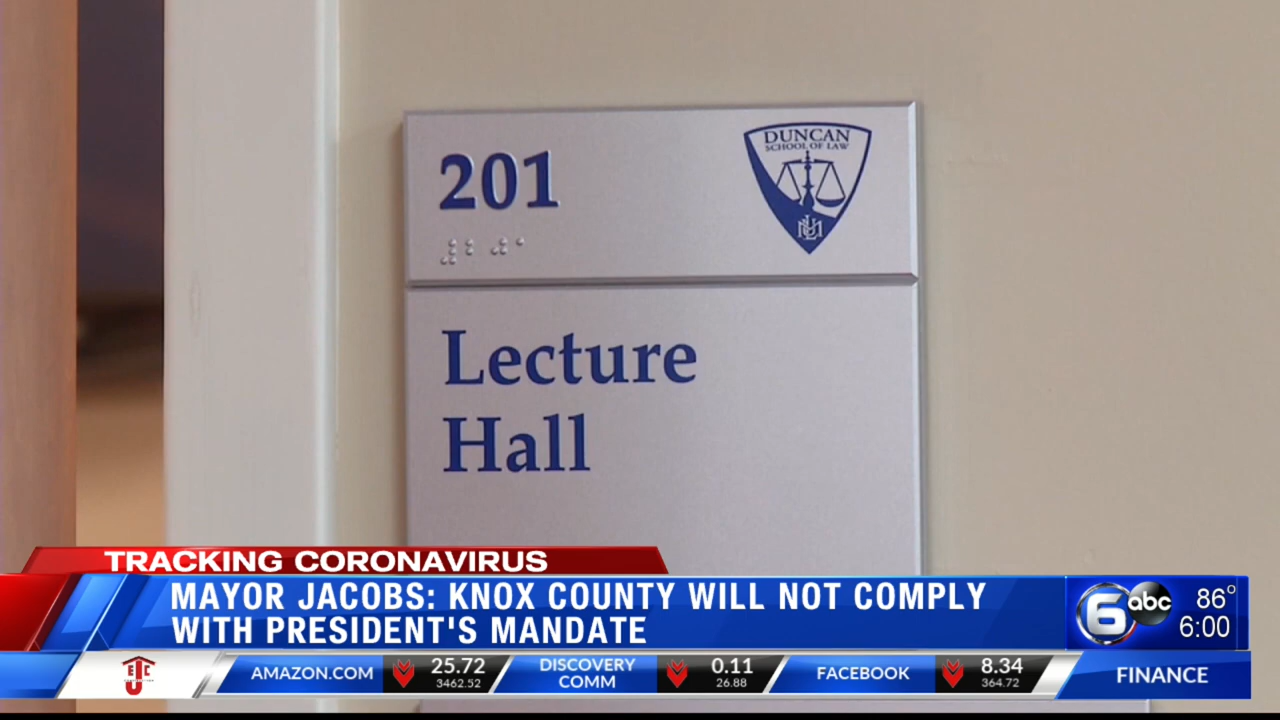 201
DUNCAN
SCHOOL OF LAW
LMU
Lecture
Hall
TRACKING CORONAVIRUS
MAYOR JACOBS: KNOX COUNTY WILL NOT COMPLY
WITH PRESIDENT'S MANDATE
6 abc
86°
6:00
AMAZON.COM 25.72
3462.52
DISCOVERY
COMM
0.11
26.88
FACEBOOK 8.34
364.72
FINANCE